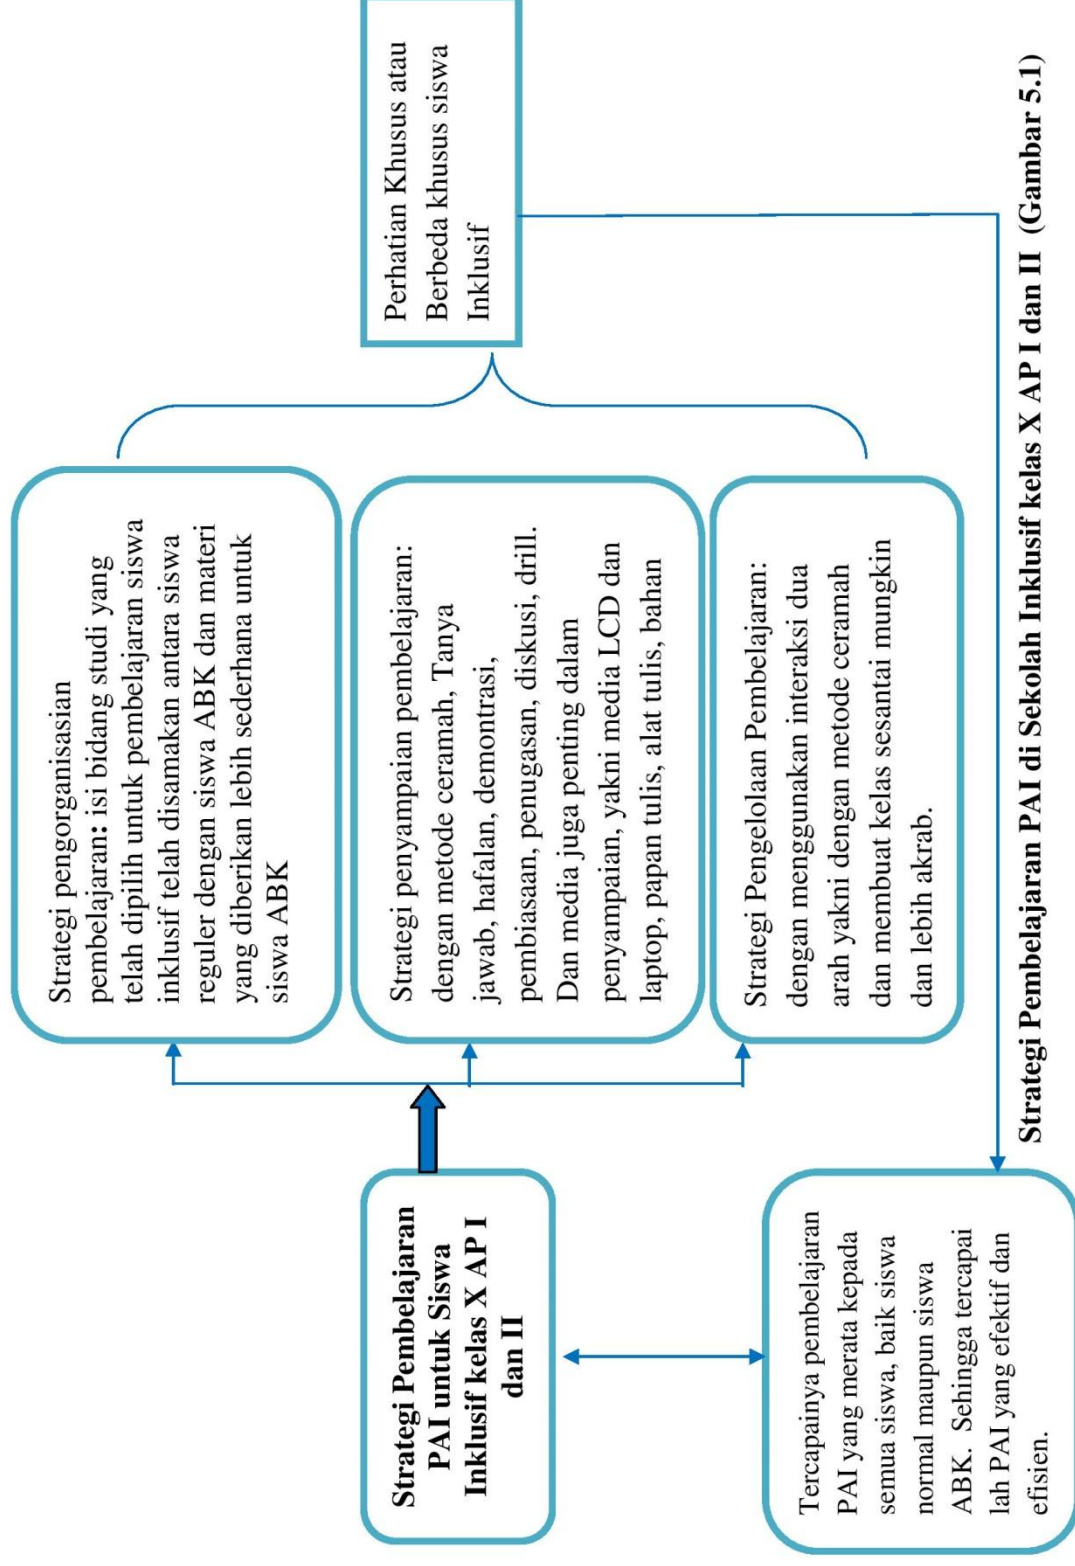 Strategi Pembelajaran
PAI untuk Siswa
Inklusif kelas X AP I
dan II
Strategi pengorganisasian
pembelajaran: isi bidang studi yang
telah dipilih untuk pembelajaran siswa
inklusif telah disamakan antara siswa
reguler dengan siswa ABK dan materi
yang diberikan lebih sederhana untuk
siswa ABK
Strategi penyampaian pembelajaran:
dengan metode ceramah, Tanya
jawab, hafalan, demontrasi,
pembiasaan, penugasan, diskusi, drill.
Dan media juga penting dalam
penyampaian, yakni media LCD dan
laptop, papan tulis, alat tulis, bahan
Strategi Pengelolaan Pembelajaran:
dengan menggunakan interaksi dua
arah yakni dengan metode ceramah
dan membuat kelas sesantai mungkin
dan lebih akrab.
Perhatian Khusus atau
Berbeda khusus siswa
Inklusif
Tercapainya pembelajaran
PAI yang merata kepada
semua siswa, baik siswa
normal maupun siswa
ABK. Sehingga tercapai
lah PAI yang efektif dan
efisien.
Strategi Pembelajaran PAI di Sekolah Inklusif kelas X AP I dan II (Gambar 5.1)